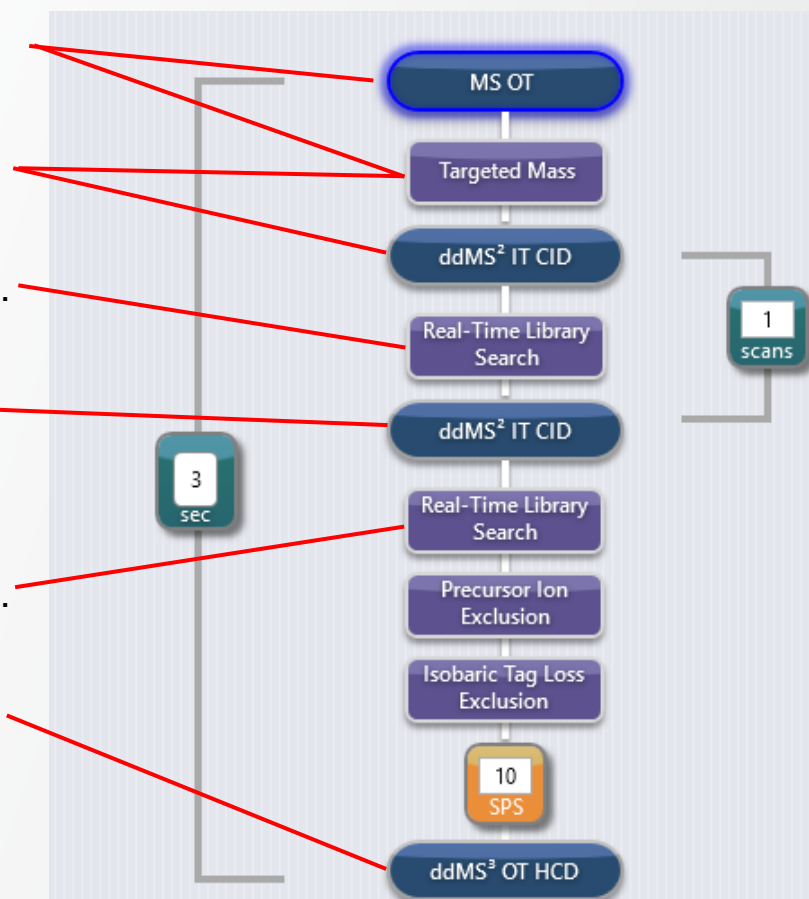 MS OT
Targeted Mass
ddMS² IT CID
.
Real-Time Library
Search
1
scans
ddMS² IT CID
3
sec
Real-Time Library
Search
.
Precursor Ion
Exclusion
Isobaric Tag Loss
Exclusion
10
SPS
ddMS³ OT HCD